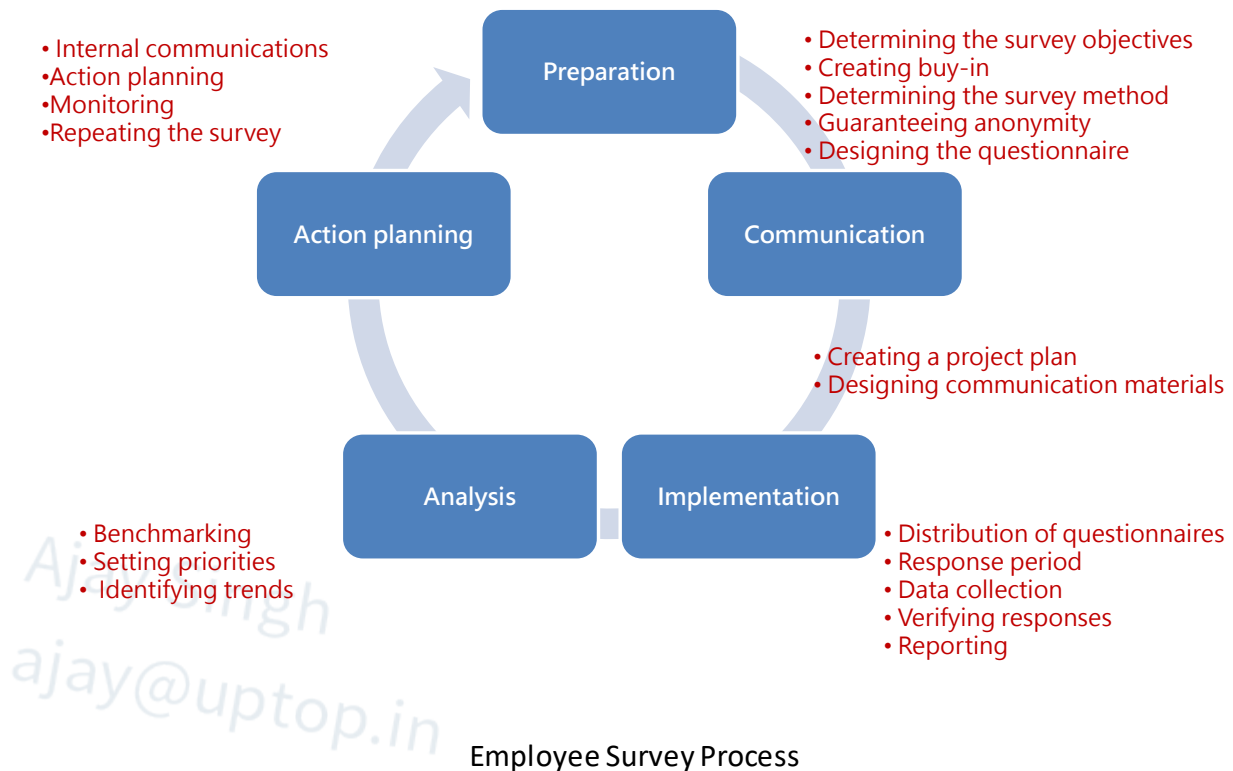 Preparation
• Determining the survey objectives
• Creating buy-in
• Determining the survey method
• Guaranteeing anonymity
• Designing the questionnaire
Communication
• Creating a project plan
• Designing communication materials
Implementation
• Distribution of questionnaires
• Response period
• Data collection
• Verifying responses
• Reporting
Analysis
• Benchmarking
• Setting priorities
• Identifying trends
Action planning
• Internal communications
•Action planning
•Monitoring
•Repeating the survey
Ajay Singh
ajay@uptop.in
Employee Survey Process